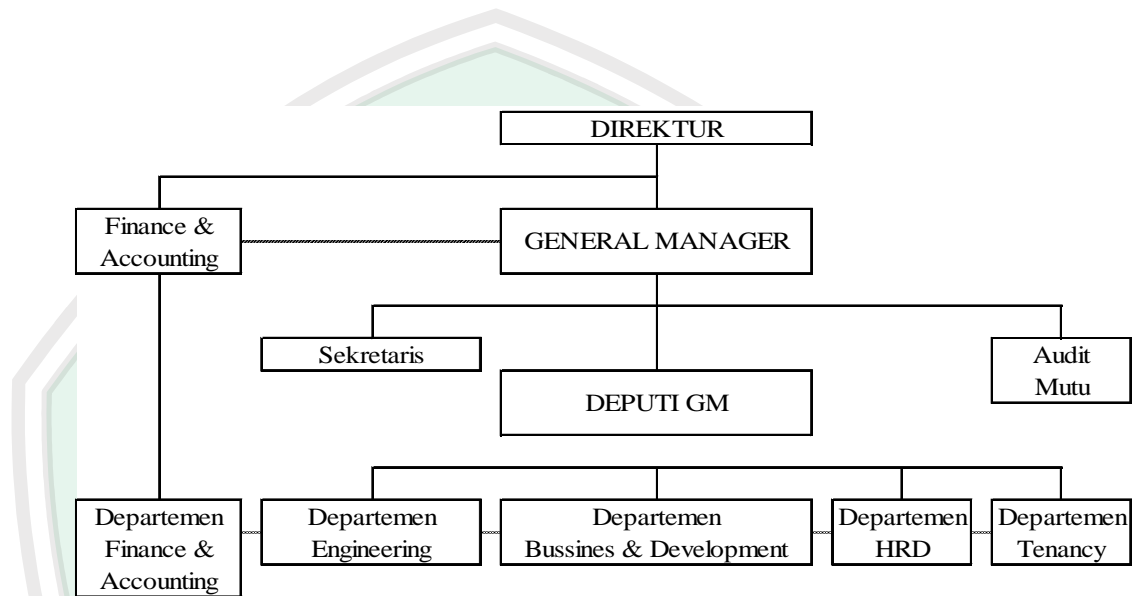 DIREKTUR
Finance &
Accounting
GENERAL MANAGER
Sekretaris
Audit
Mutu
DEPUTI GM
Departemen
Finance &
Accounting
Departemen
Engineering
Departemen
Bussines & Development
Departemen
HRD
Departemen
Tenancy